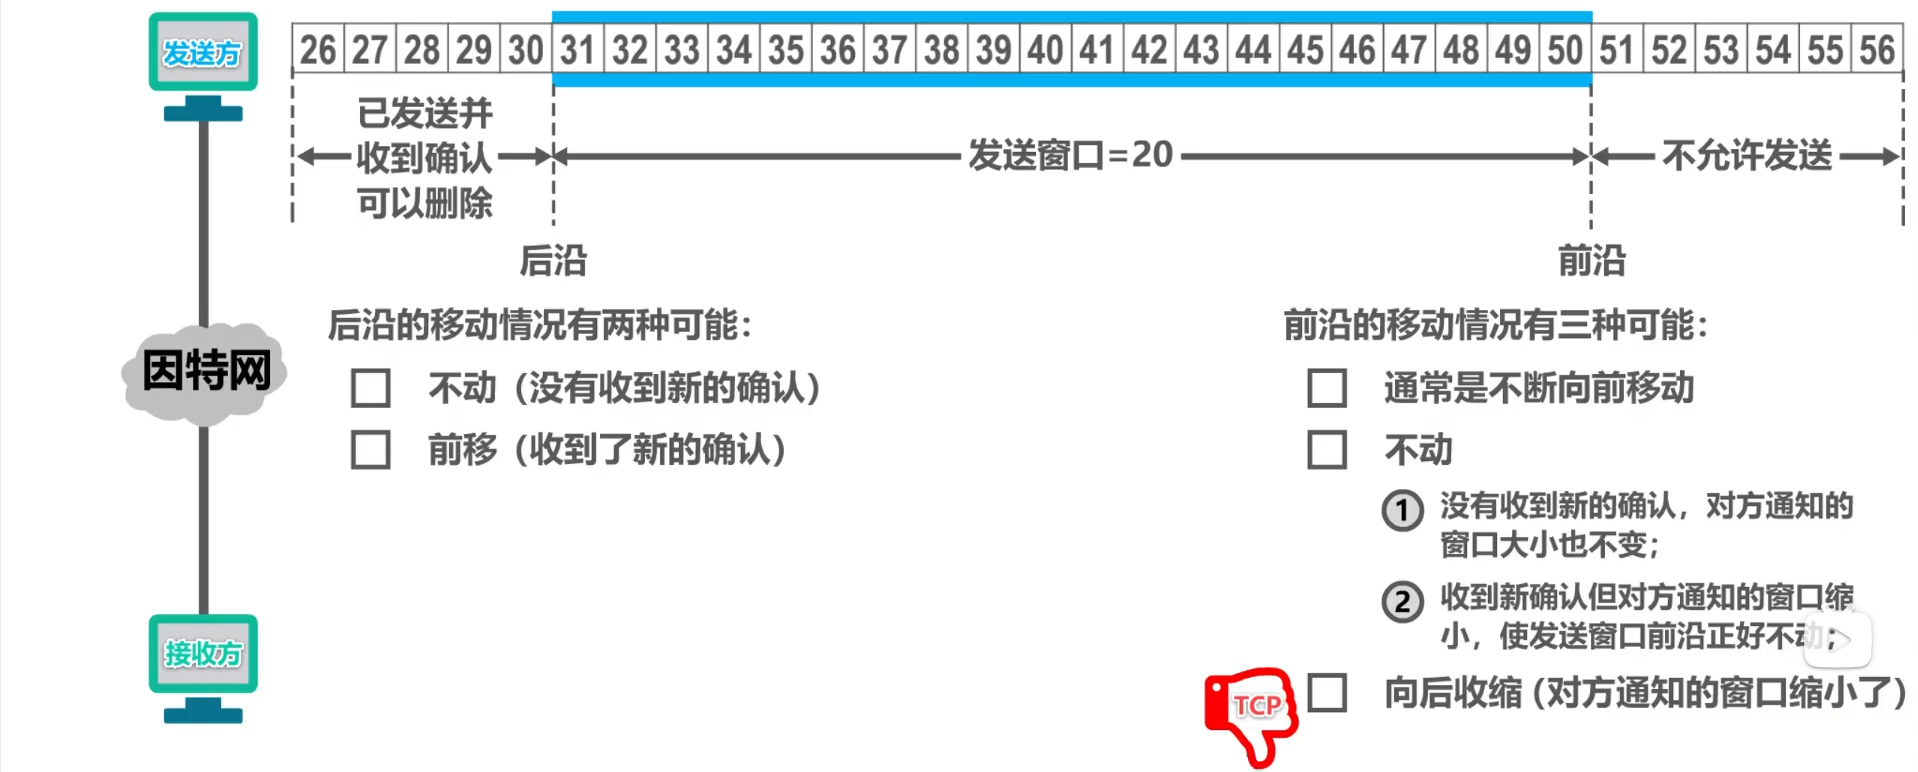 发送方
26 27 28 29 30 31 32 33 34 35 36 37 38 39 40 41 42 43 44 45 46 47 48 49 50 51 52 53 54 55 56
已发送并
收到确认
可以删除
发送窗口=20
不允许发送
后沿
前沿
后沿的移动情况有两种可能：
不动（没有收到新的确认）
前移（收到了新的确认）
前沿的移动情况有三种可能：
通常是不断向前移动
不动
1 没有收到新的确认，对方通知的
窗口大小也不变；
2 收到新确认但对方通知的窗口缩
小，使发送窗口前沿正好不动；
TCP
向后收缩（对方通知的窗口缩小了）
因特网
接收方